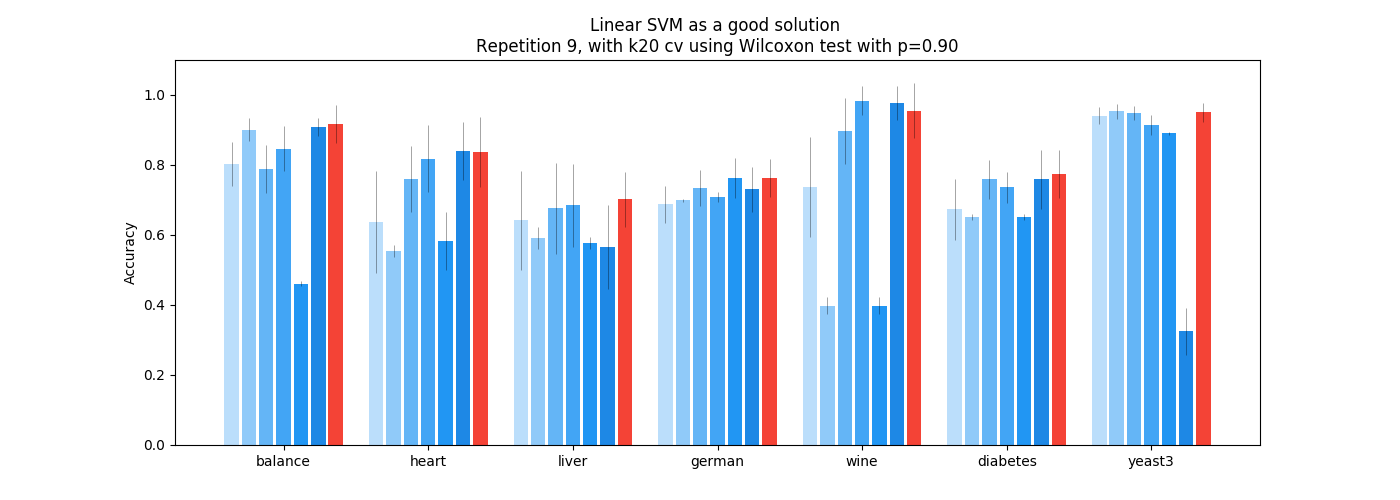 Linear SVM as a good solution
Repetition 9, with k20 cv using Wilcoxon test with p=0.90
Accuracy
1.0
0.8
0.6
0.4
0.2
0.0
balance heart liver german wine diabetes yeast3